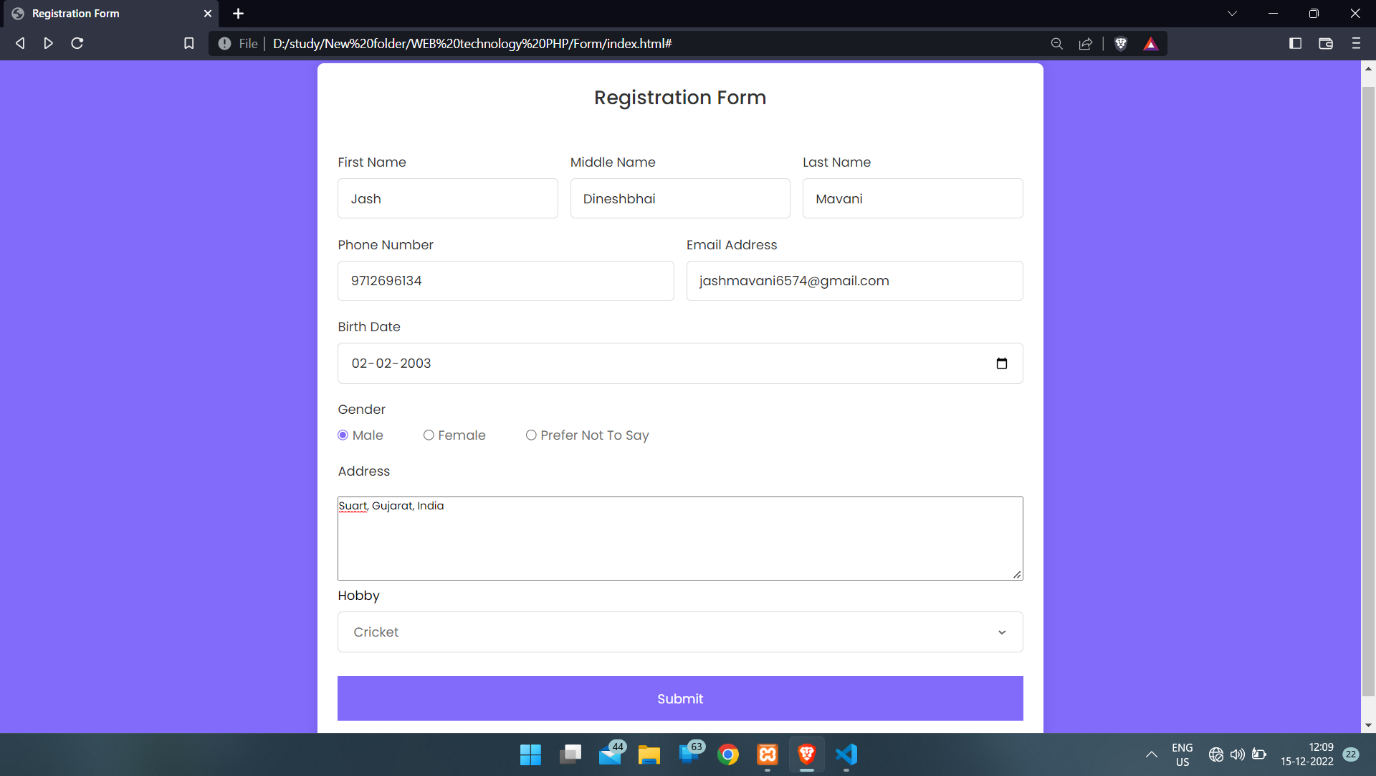 Registration Form
File | D:/study/New%20folder/WEB%20technology%20PHP/Form/index.html#
Registration Form
First Name Middle Name Last Name
Jash Dineshbhai Mavani
Phone Number Email Address
9712696134 jashmavani6574@gmail.com
Birth Date
02-02-2003
Gender
Male Female Prefer Not To Say
Address
Suart, Gujarat, India
Hobby
Cricket
Submit
44 63
ENG 12:09
US 15-12-2022 22